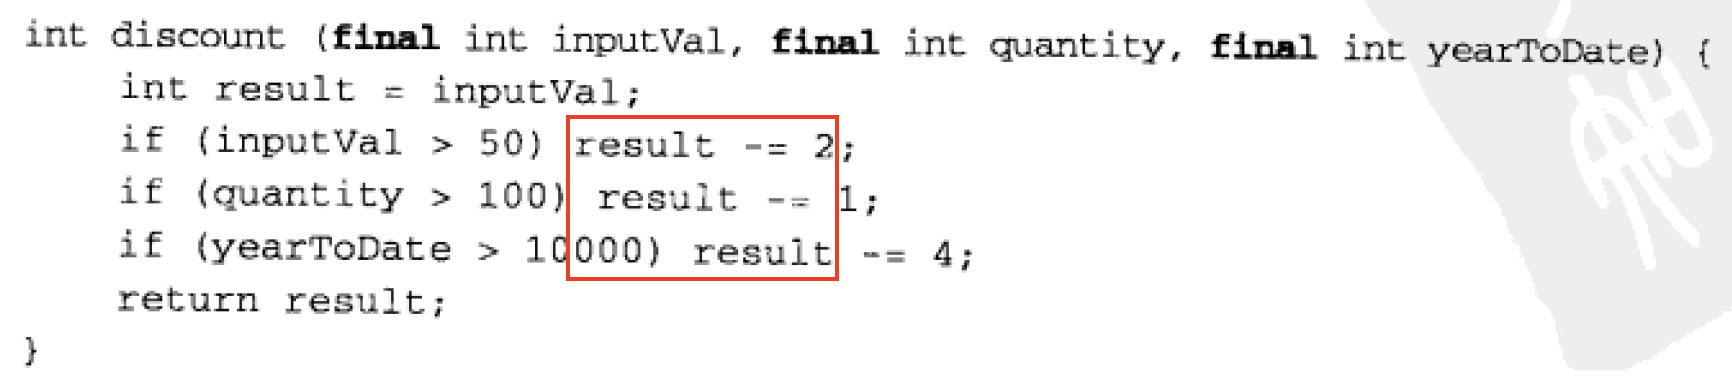 int discount (final int inputVal, final int quantity, final int yearToDate) {
int result = inputVal;
if (inputVal > 50) result -= 2;
if (quantity > 100) result -= 1;
if (yearToDate > 10000) result -= 4;
return result;
}